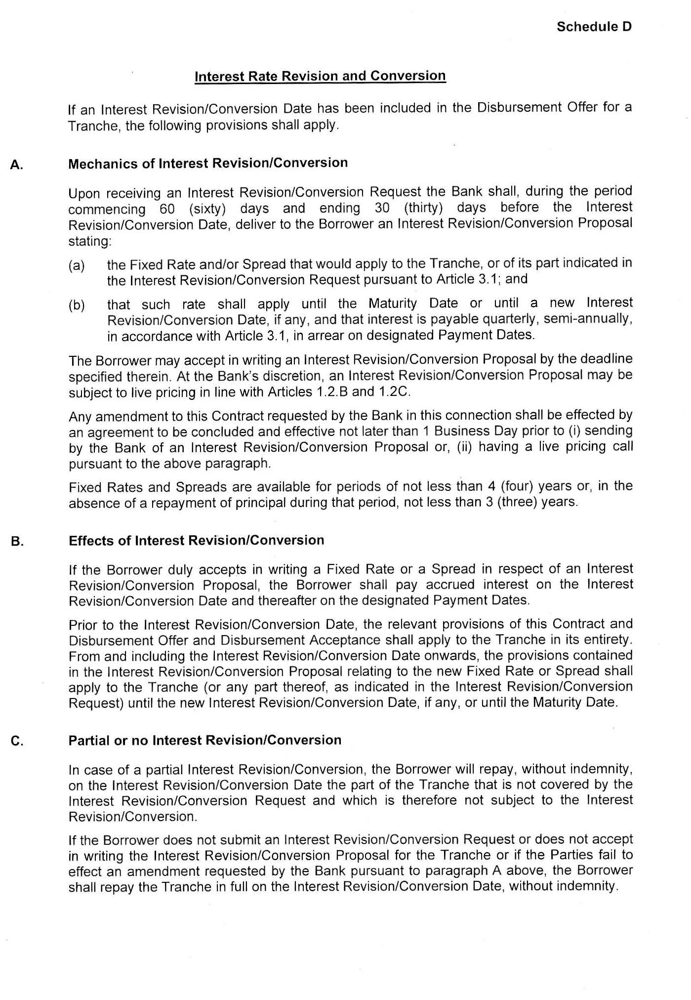 Schedule D
Interest Rate Revision and Conversion
If an Interest Revision/Conversion Date has been included in the Disbursement Offer for a
Tranche, the following provisions shall apply.
A. Mechanics of Interest Revision/Conversion
Upon receiving an Interest Revision/Conversion Request the Bank shall, during the period
commencing 60 (sixty) days and ending 30 (thirty) days before the Interest
Revision/Conversion Date, deliver to the Borrower an Interest Revision/Conversion Proposal
stating:
(a) the Fixed Rate and/or Spread that would apply to the Tranche, or of its part indicated in
the Interest Revision/Conversion Request pursuant to Article 3.1; and
(b) that such rate shall apply until the Maturity Date or until a new Interest
Revision/Conversion Date, if any, and that interest is payable quarterly, semi-annually,
in accordance with Article 3.1, in arrear on designated Payment Dates.
The Borrower may accept in writing an Interest Revision/Conversion Proposal by the deadline
specified therein. At the Bank's discretion, an Interest Revision/Conversion Proposal may be
subject to live pricing in line with Articles 1.2.B and 1.2C.
Any amendment to this Contract requested by the Bank in this connection shall be effected by
an agreement to be concluded and effective not later than 1 Business Day prior to (i) sending
by the Bank of an Interest Revision/Conversion Proposal or, (ii) having a live pricing call
pursuant to the above paragraph.
Fixed Rates and Spreads are available for periods of not less than 4 (four) years or, in the
absence of a repayment of principal during that period, not less than 3 (three) years.
B. Effects of Interest Revision/Conversion
If the Borrower duly accepts in writing a Fixed Rate or a Spread in respect of an Interest
Revision/Conversion Proposal, the Borrower shall pay accrued interest on the Interest
Revision/Conversion Date and thereafter on the designated Payment Dates.
Prior to the Interest Revision/Conversion Date, the relevant provisions of this Contract and
Disbursement Offer and Disbursement Acceptance shall apply to the Tranche in its entirety.
From and including the Interest Revision/Conversion Date onwards, the provisions contained
in the Interest Revision/Conversion Proposal relating to the new Fixed Rate or Spread shall
apply to the Tranche (or any part thereof, as indicated in the Interest Revision/Conversion
Request) until the new Interest Revision/Conversion Date, if any, or until the Maturity Date.
C. Partial or no Interest Revision/Conversion
In case of a partial Interest Revision/Conversion, the Borrower will repay, without indemnity,
on the Interest Revision/Conversion Date the part of the Tranche that is not covered by the
Interest Revision/Conversion Request and which is therefore not subject to the Interest
Revision/Conversion.
If the Borrower does not submit an Interest Revision/Conversion Request or does not accept
in writing the Interest Revision/Conversion Proposal for the Tranche or if the Parties fail to
effect an amendment requested by the Bank pursuant to paragraph A above, the Borrower
shall repay the Tranche in full on the Interest Revision/Conversion Date, without indemnity.